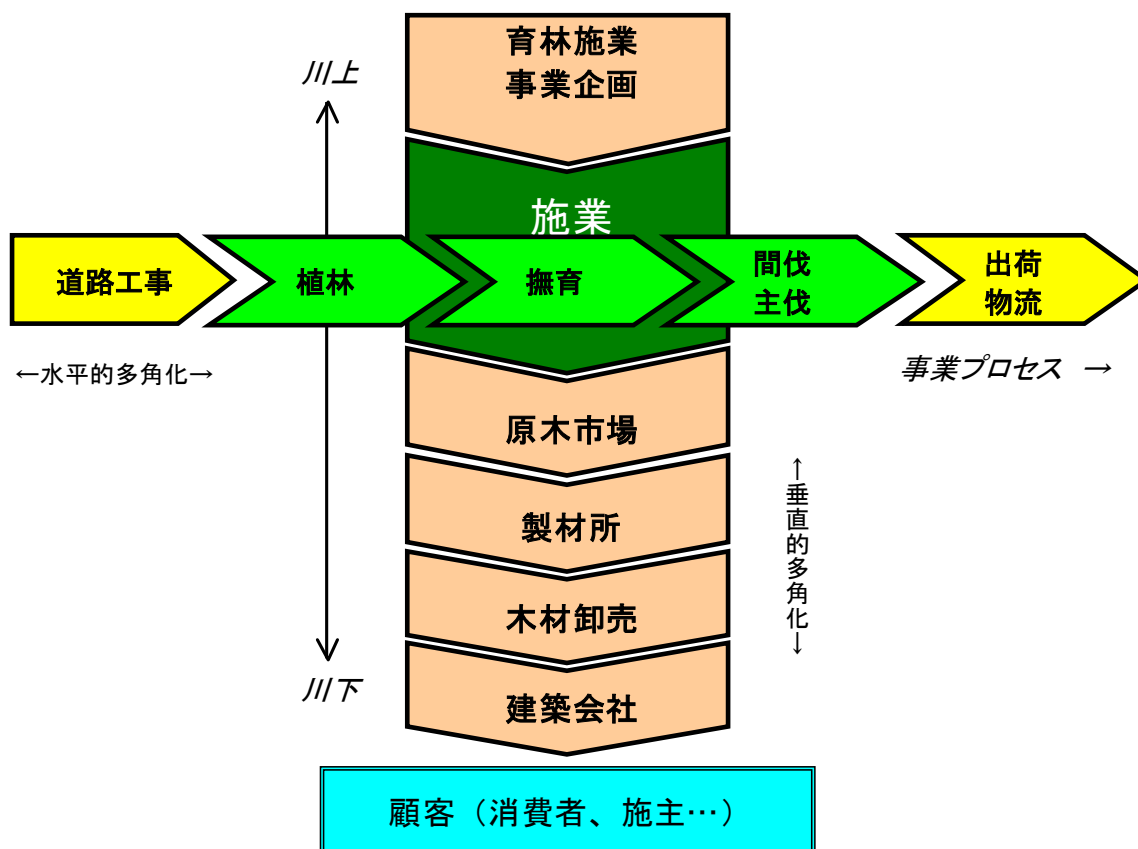 育林施業
事業企画
川上
施業
道路工事
植林
撫育
間伐
主伐
出荷
物流
←水平的多角化→
事業プロセス →
原木市場
製材所
←垂直的多角化→
木材卸売
川下
建築会社
顧客（消費者、施主…）